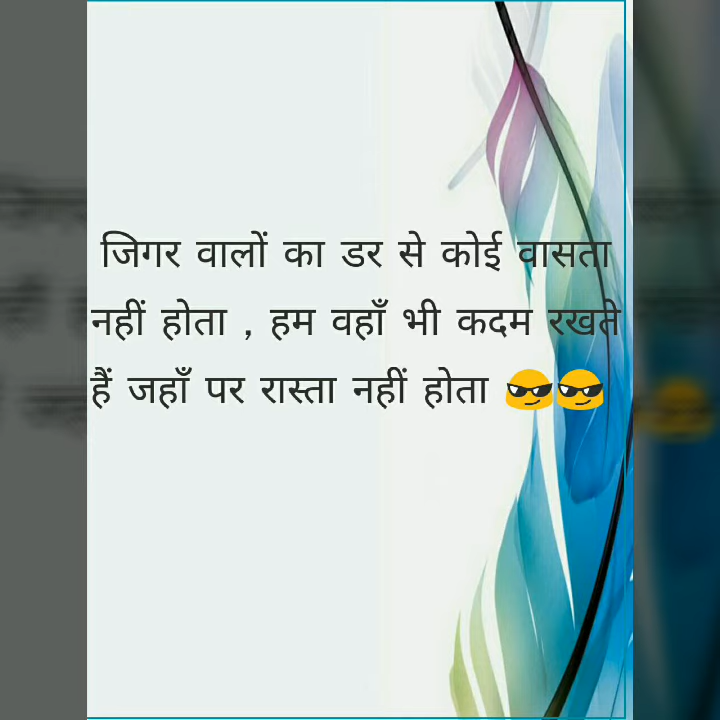 जिगर वालों का डर से कोई वासता
नहीं होता , हम वहाँ भी कदम रखते
हैं जहाँ पर रास्ता नहीं होता 😎😎